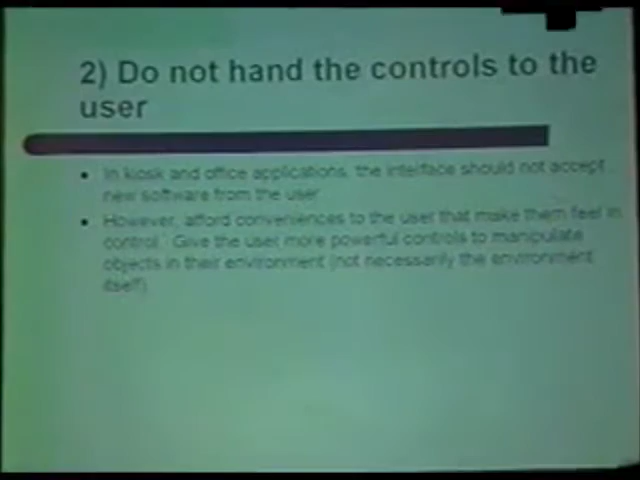 2) Do not hand the controls to the
user
In kiosk and office applications, the interface should not accept
new software from the user
However, afford conveniences to the user that make them feel in
control. Give the user more powerful controls to manipulate
objects in their environment (not necessarily the environment
itself)